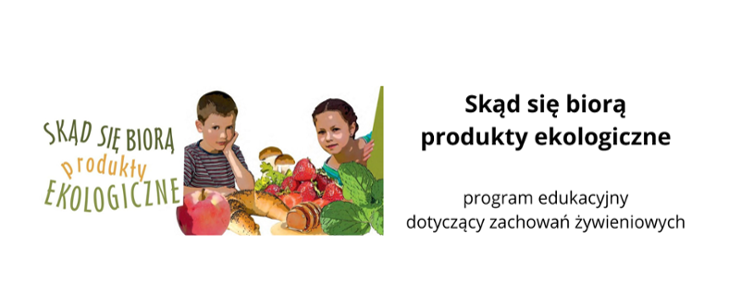 SKĄD SIĘ BIORĄ
produkty
EKOLOGICZNE
Skąd się biorą
produkty ekologiczne
program edukacyjny
dotyczący zachowań żywieniowych